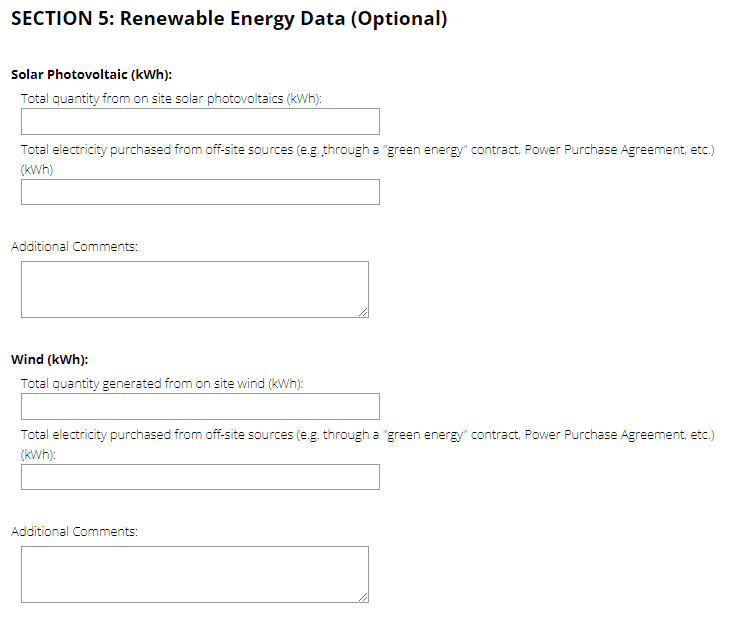 SECTION 5: Renewable Energy Data (Optional)
Solar Photovoltaic (kWh):
Total quantity from on site solar photovoltaics (kWh):
Total electricity purchased from off-site sources (e.g. ,through a "green energy" contract, Power Purchase Agreement, etc.)
(kWh)
Additional Comments:
Wind (kWh):
Total quantity generated from on site wind (kWh):
Total electricity purchased from off-site sources (e.g. through a "green energy" contract, Power Purchase Agreement, etc.)
(kWh):
Additional Comments: